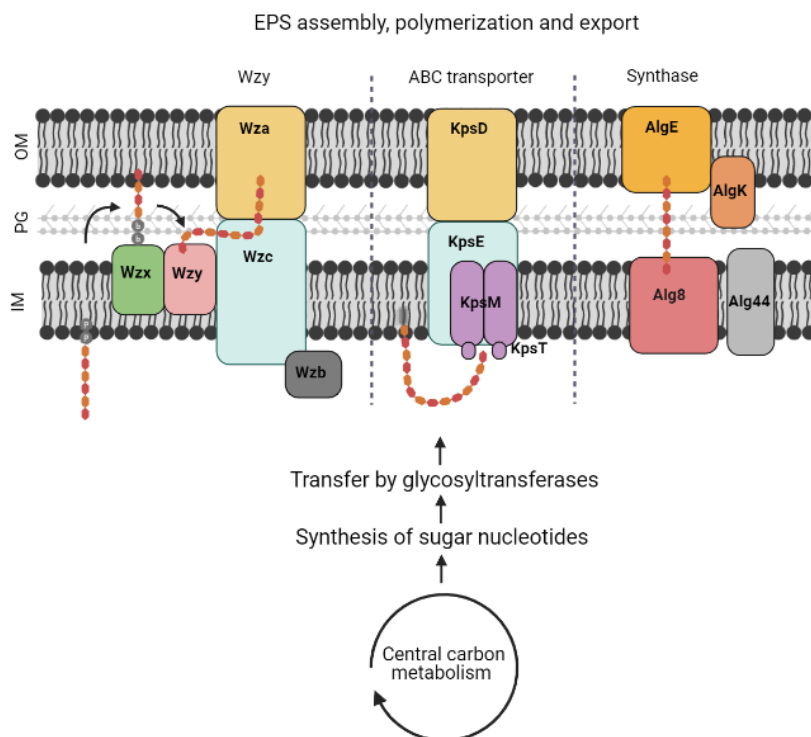 EPS assembly, polymerization and export
Wzy
ABC transporter
Synthase
OM
PG
IM
Wza
Wzc
Wzx
Wzy
Wzb
KpsD
KpsE
KpsM
KpsT
AlgE
AlgK
Alg8
Alg44
Transfer by glycosyltransferases
Synthesis of sugar nucleotides
Central carbon
metabolism